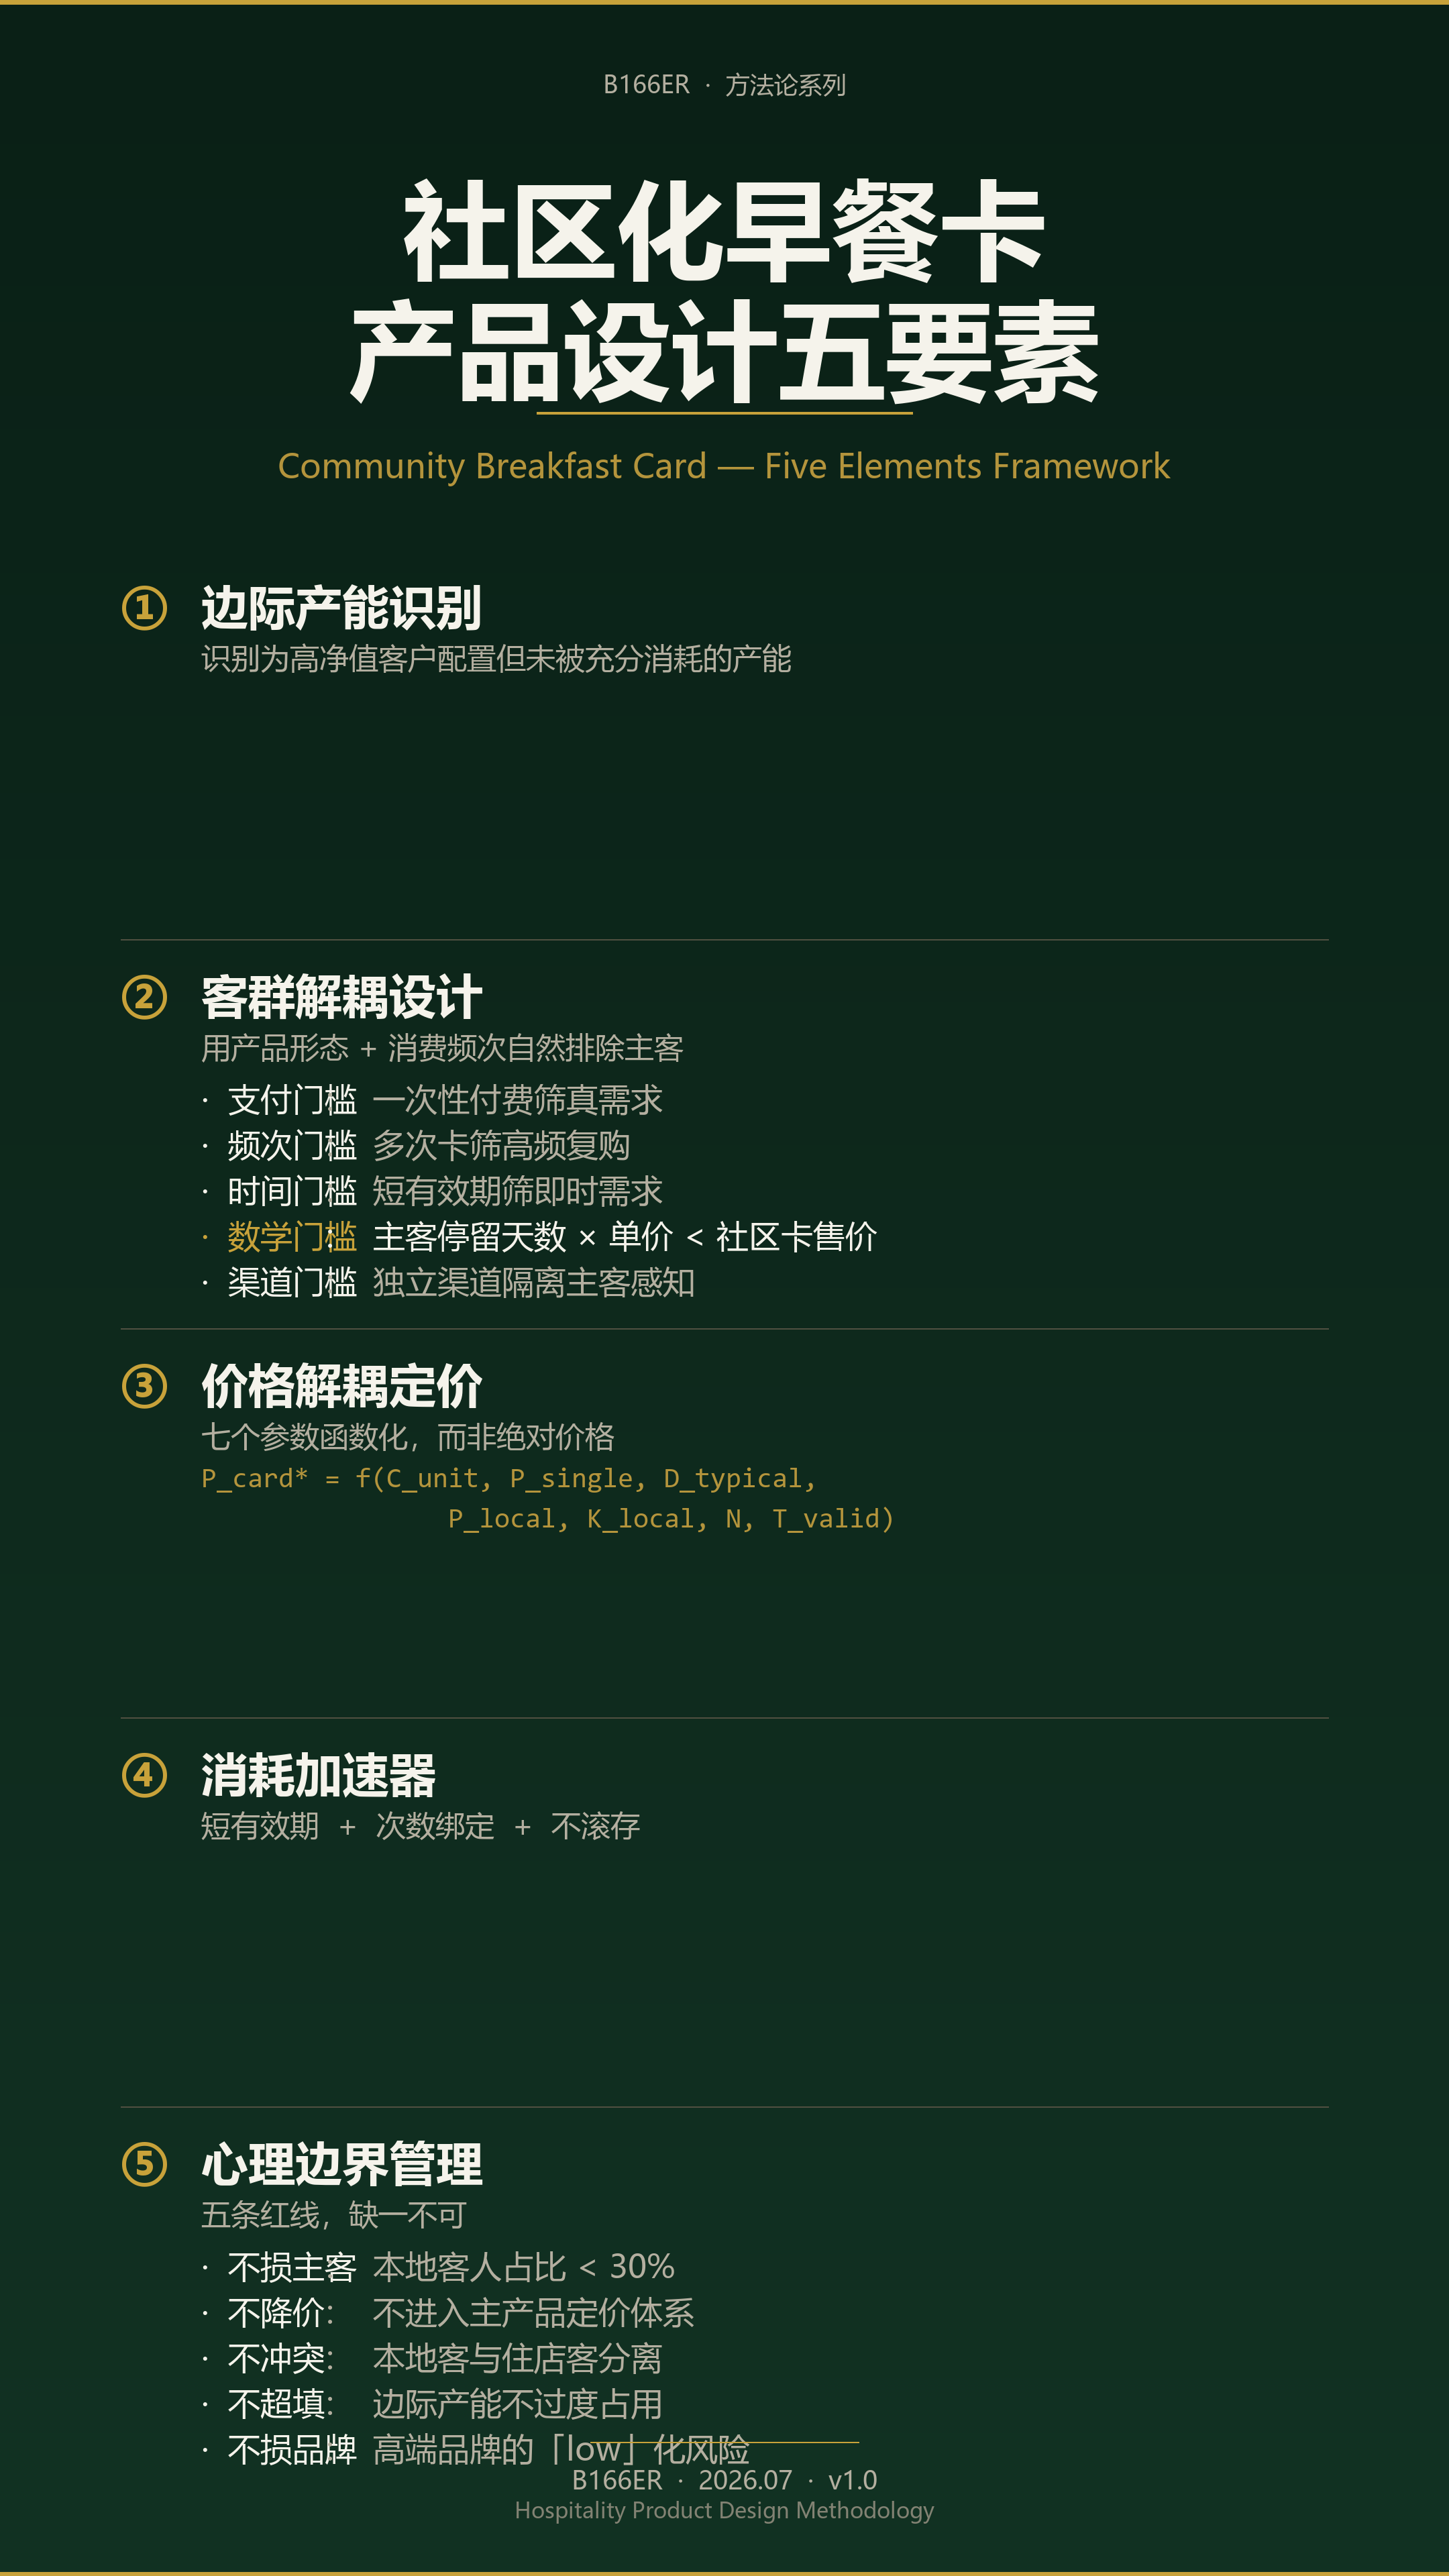 B166ER · 方法论系列
社区化早餐卡
产品设计五要素
Community Breakfast Card — Five Elements Framework
① 边际产能识别
识别为高净值客户配置但未被充分消耗的产能
② 客群解耦设计
用产品形态 + 消费频次自然排除主客
· 支付门槛 一次性付费筛真需求
· 频次门槛 多次卡筛高频复购
· 时间门槛 短有效期筛即时需求
· 数学门槛 主客停留天数 × 单价 < 社区卡售价
· 渠道门槛 独立渠道隔离主客感知
③ 价格解耦定价
七个参数函数化，而非绝对价格
P_card* = f(C_unit, P_single, D_typical,
P_local, K_local, N, T_valid)
④ 消耗加速器
短有效期 + 次数绑定 + 不滚存
⑤ 心理边界管理
五条红线，缺一不可
· 不损主客 本地客人占比 < 30%
· 不降价： 不进入主产品定价体系
· 不冲突： 本地客与住店客分离
· 不超填： 边际产能不过度占用
· 不损品牌 高端品牌的「low」化风险
B166ER · 2026.07 · v1.0
Hospitality Product Design Methodology